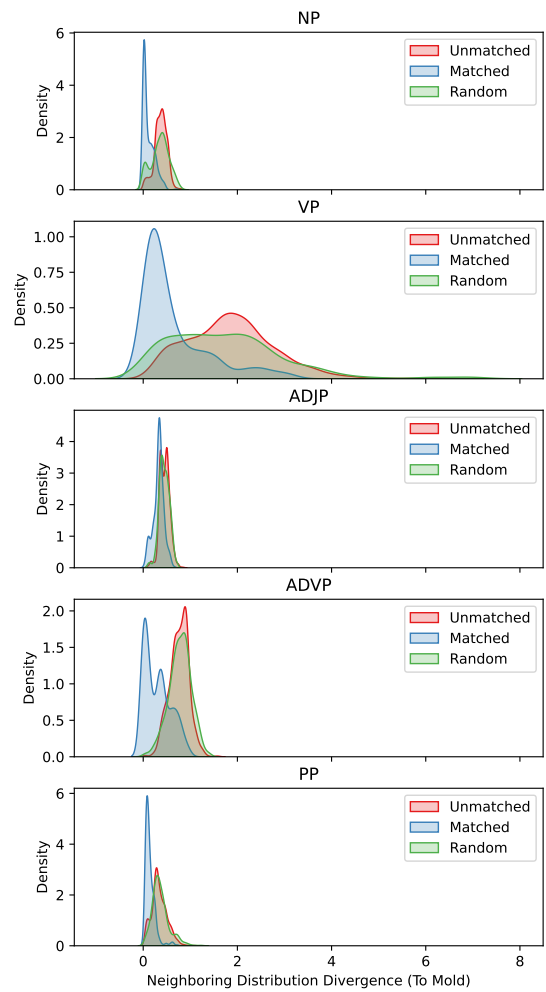 NP
6
4
2
0
Density
Unmatched
Matched
Random
VP
1.00
0.75
0.50
0.25
0.00
Density
Unmatched
Matched
Random
ADJP
4
3
2
1
0
Density
Unmatched
Matched
Random
ADVP
2.0
1.5
1.0
0.5
0.0
Density
Unmatched
Matched
Random
PP
6
4
2
0
Density
Unmatched
Matched
Random
0 2 4 6 8
Neighboring Distribution Divergence (To Mold)